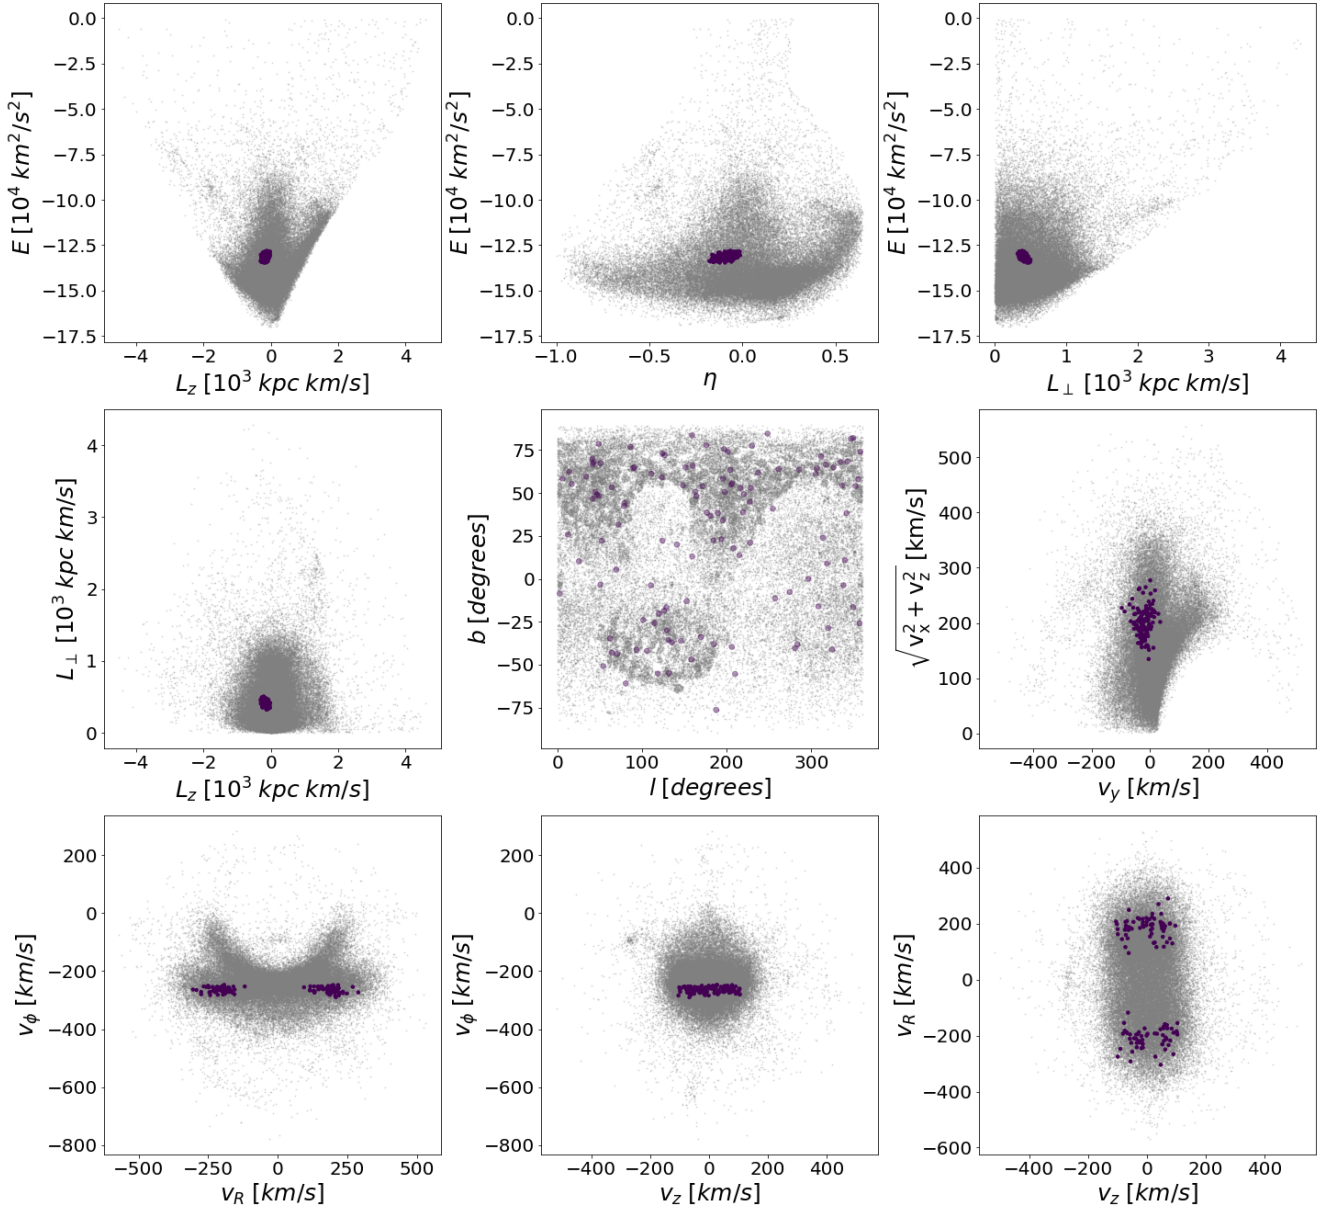 0.0 −2.5 −5.0 −7.5 −10.0 −12.5 −15.0 −17.5
E [10⁴ km²/s²]
−4 −2 0 2 4
L_z [10³ kpc km/s]
0.0 −2.5 −5.0 −7.5 −10.0 −12.5 −15.0 −17.5
E [10⁴ km²/s²]
−1.0 −0.5 0.0 0.5
η
0.0 −2.5 −5.0 −7.5 −10.0 −12.5 −15.0 −17.5
E [10⁴ km²/s²]
0 1 2 3 4
L_⊥ [10³ kpc km/s]
4 3 2 1 0
L_⊥ [10³ kpc km/s]
−4 −2 0 2 4
L_z [10³ kpc km/s]
75 50 25 0 −25 −50 −75
b [degrees]
0 100 200 300
l [degrees]
500 400 300 200 100 0
√v_x² + v_z² [km/s]
−400 −200 0 200 400
v_y [km/s]
200 0 −200 −400 −600 −800
v_ϕ [km/s]
−500 −250 0 250 500
v_R [km/s]
200 0 −200 −400 −600 −800
v_ϕ [km/s]
−400 −200 0 200 400
v_z [km/s]
400 200 0 −200 −400 −600
v_R [km/s]
−400 −200 0 200 400
v_z [km/s]